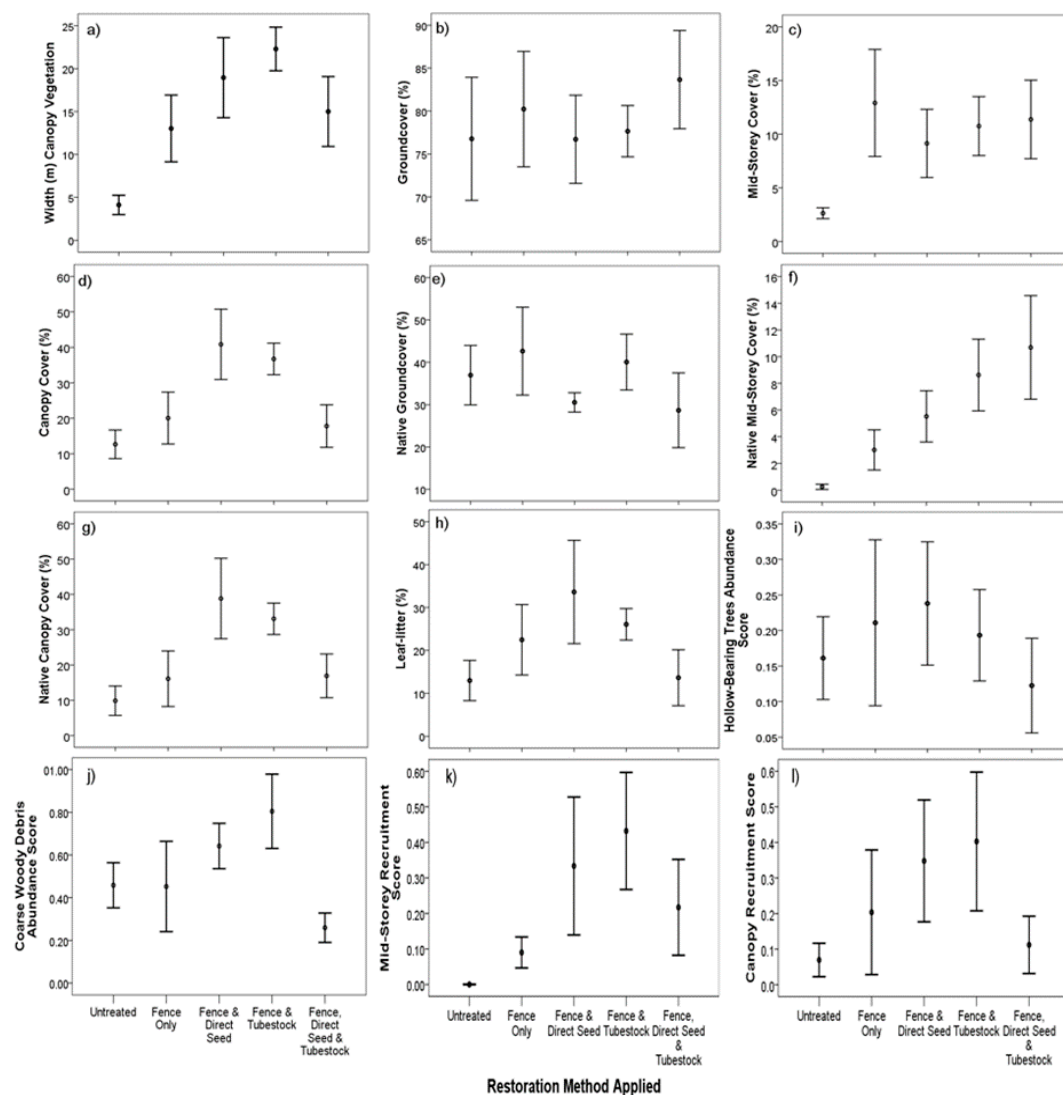 a)
Width (m) Canopy Vegetation
25
20
15
10
5
0
b)
Groundcover (%)
90
85
80
75
70
65
c)
Mid-Storey Cover (%)
20
15
10
5
0
d)
Canopy Cover (%)
60
50
40
30
20
10
0
e)
Native Groundcover (%)
60
50
40
30
20
10
f)
Native Mid-Storey Cover (%)
16
14
12
10
8
6
4
2
0
g)
Native Canopy Cover (%)
60
50
40
30
20
10
0
h)
Leaf-litter (%)
50
40
30
20
10
0
i)
Hollow-Bearing Trees Abundance
Score
0.35
0.30
0.25
0.20
0.15
0.10
0.05
j)
Coarse Woody Debris
Abundance Score
01.00
0.80
0.60
0.40
0.20
0.00
k)
Mid-Storey Recruitment
Score
0.60
0.50
0.40
0.30
0.20
0.10
0.00
l)
Canopy Recruitment Score
0.6
0.5
0.4
0.3
0.2
0.1
0.0
Untreated
Fence
Only
Fence &
Direct
Seed
Fence &
Tubestock
Fence,
Direct
Seed &
Tubestock
Untreated
Fence
Only
Fence
& Direct Seed
Fence &
Tubestock
Fence,
Direct Seed
&
Tubestock
Untreated
Fence
Only
Fence
& Direct Seed
Fence &
Tubestock
Fence,
Direct Seed
&
Tubestock
Restoration Method Applied